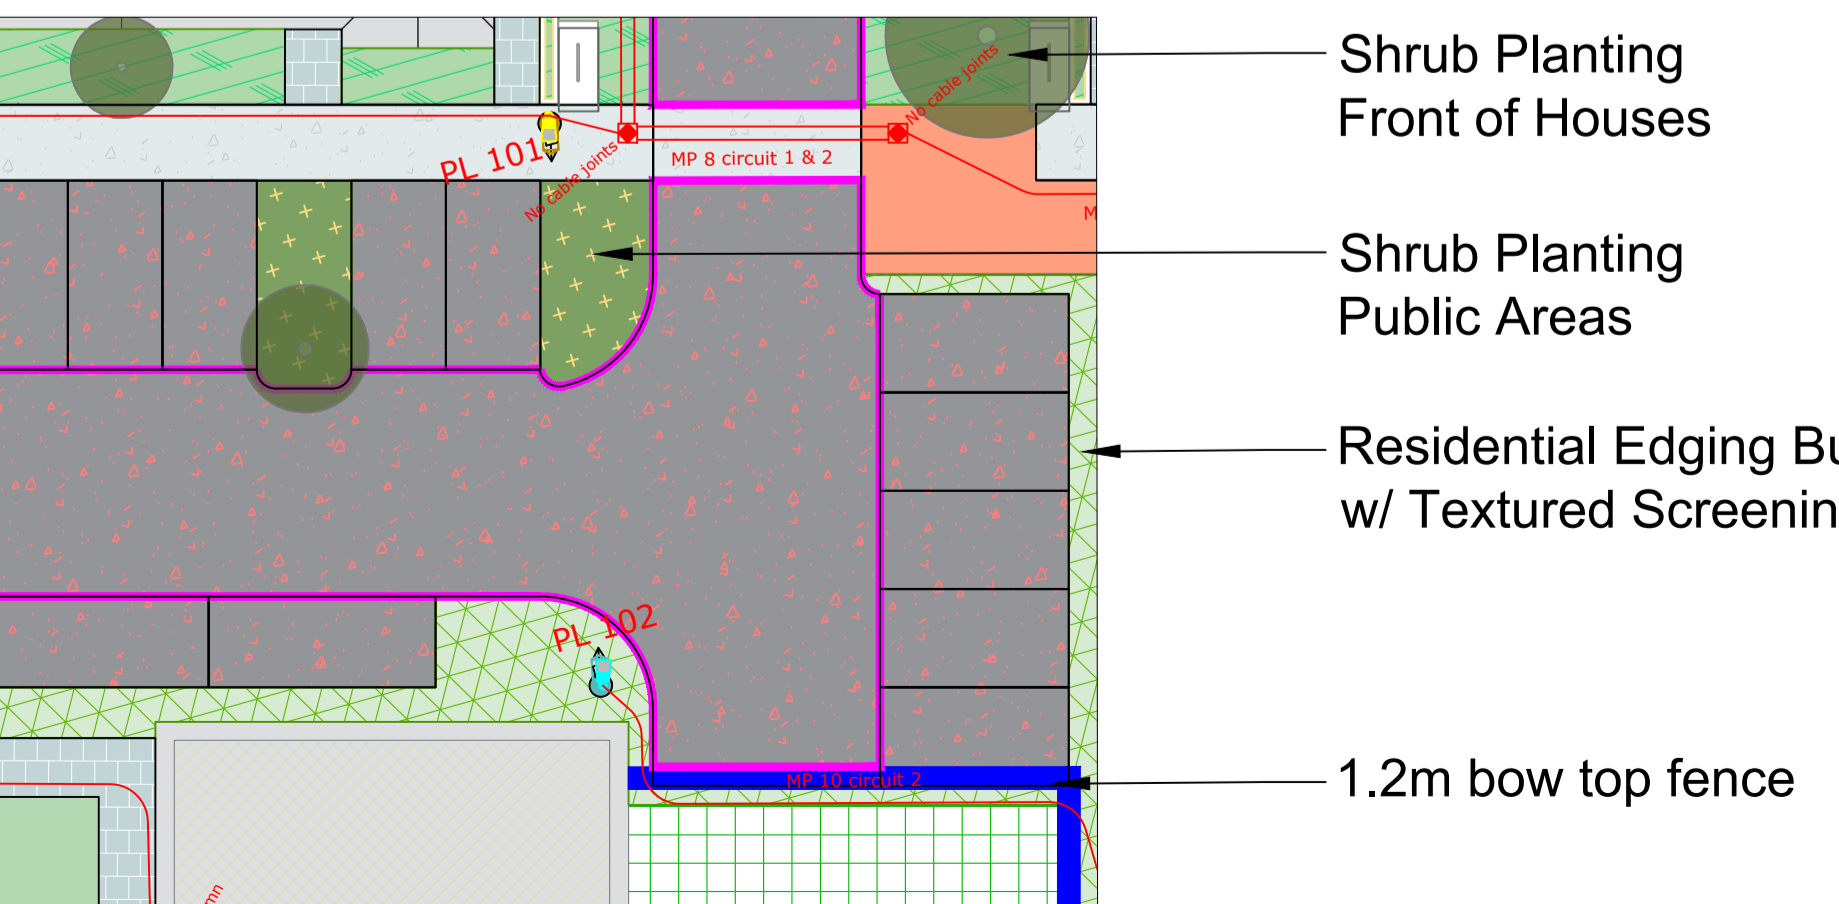 Shrub Planting
Front of Houses
No cable joints
PL 101
No cable joints
MP 8 circuit 1 & 2
M
Shrub Planting
Public Areas
Residential Edging Bu
w/ Textured Screenin
PL 102
MP 10 circuit 2
1.2m bow top fence
mn